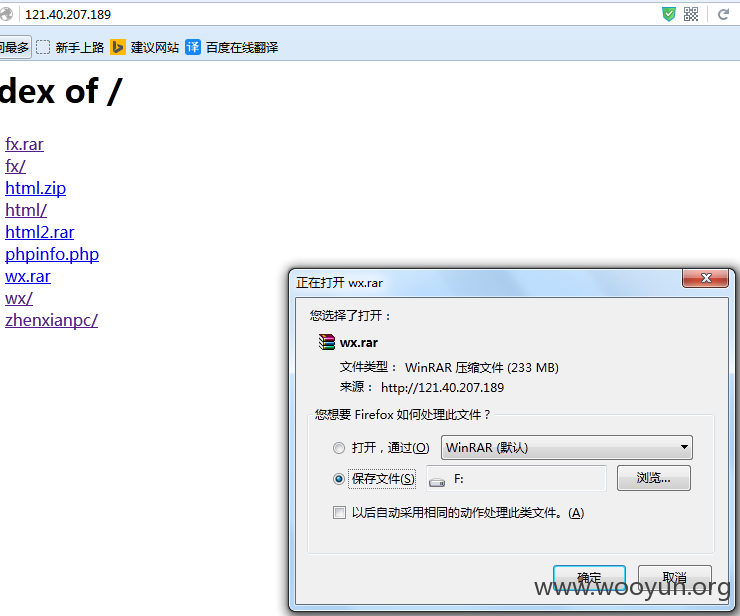 121.40.207.189
问最多 新手上路 建议网站 译 百度在线翻译
dex of /
fx.rar
fx/
html.zip
html/
html2.rar
phpinfo.php
wx.rar
wx/
zhenxianpc/
正在打开 wx.rar
您选择了打开：
wx.rar
文件类型： WinRAR 压缩文件 (233 MB)
来源： http://121.40.207.189
您想要 Firefox 如何处理此文件？
打开，通过(O) WinRAR (默认)
保存文件(S) F: 浏览...
以后自动采用相同的动作处理此类文件。(A)
确定 取消
www.wooyun.org